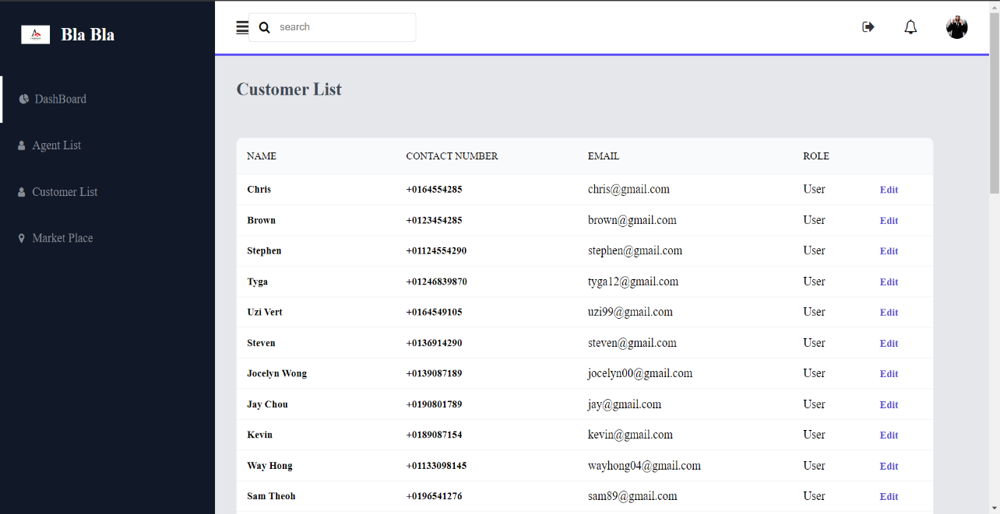 Bla Bla
search
DashBoard
Agent List
Customer List
Market Place
Customer List
NAME CONTACT NUMBER EMAIL ROLE
Chris +0164554285 chris@gmail.com User Edit
Brown +0123454285 brown@gmail.com User Edit
Stephen +01124554290 stephen@gmail.com User Edit
Tyga +01246839870 tyga12@gmail.com User Edit
Uzi Vert +0164549105 uzi99@gmail.com User Edit
Steven +0136914290 steven@gmail.com User Edit
Jocelyn Wong +0139087189 jocelyn00@gmail.com User Edit
Jay Chou +0190801789 jay@gmail.com User Edit
Kevin +0189087154 kevin@gmail.com User Edit
Way Hong +01133098145 wayhong04@gmail.com User Edit
Sam Theoh +0196541276 sam89@gmail.com User Edit